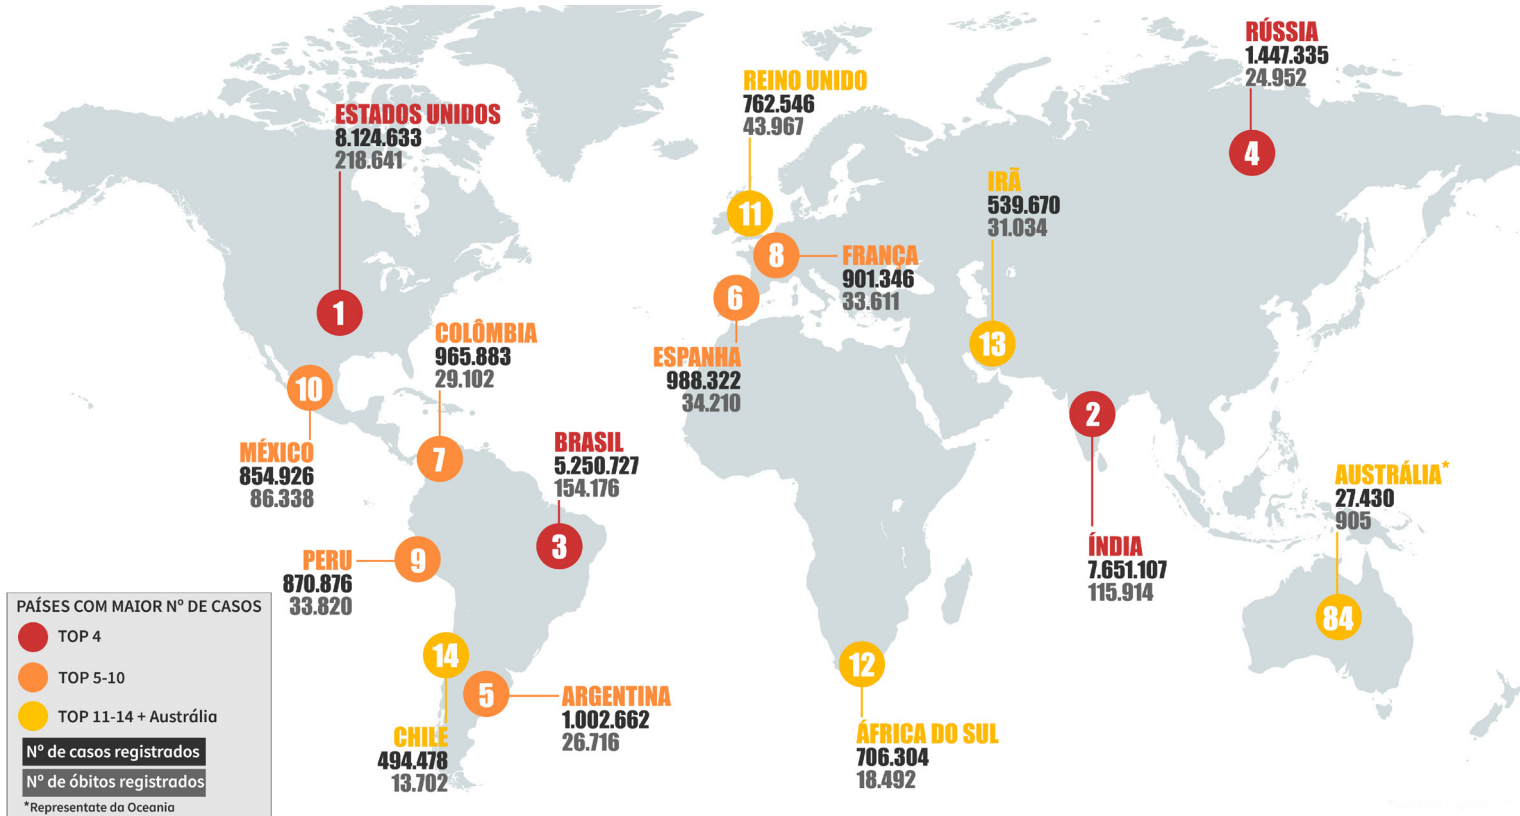 RÚSSIA
1.447.335
24.952
REINO UNIDO
762.546
43.967
ESTADOS UNIDOS
8.124.633
218.641
4
IRÃ
539.670
31.034
11
8
FRANÇA
901.346
33.611
6
1
13
COLÔMBIA
965.883
29.102
ESPANHA
988.322
34.210
10
2
MÉXICO
854.926
86.338
7
BRASIL
5.250.727
154.176
AUSTRÁLIA*
27.430
905
3
PERU
870.876
33.820
9
ÍNDIA
7.651.107
115.914
84
14
12
5
ARGENTINA
1.002.662
26.716
CHILE
494.478
13.702
ÁFRICA DO SUL
706.304
18.492
PAÍSES COM MAIOR Nº DE CASOS
TOP 4
TOP 5-10
TOP 11-14 + Austrália
Nº de casos registrados
Nº de óbitos registrados
*Representate da Oceania